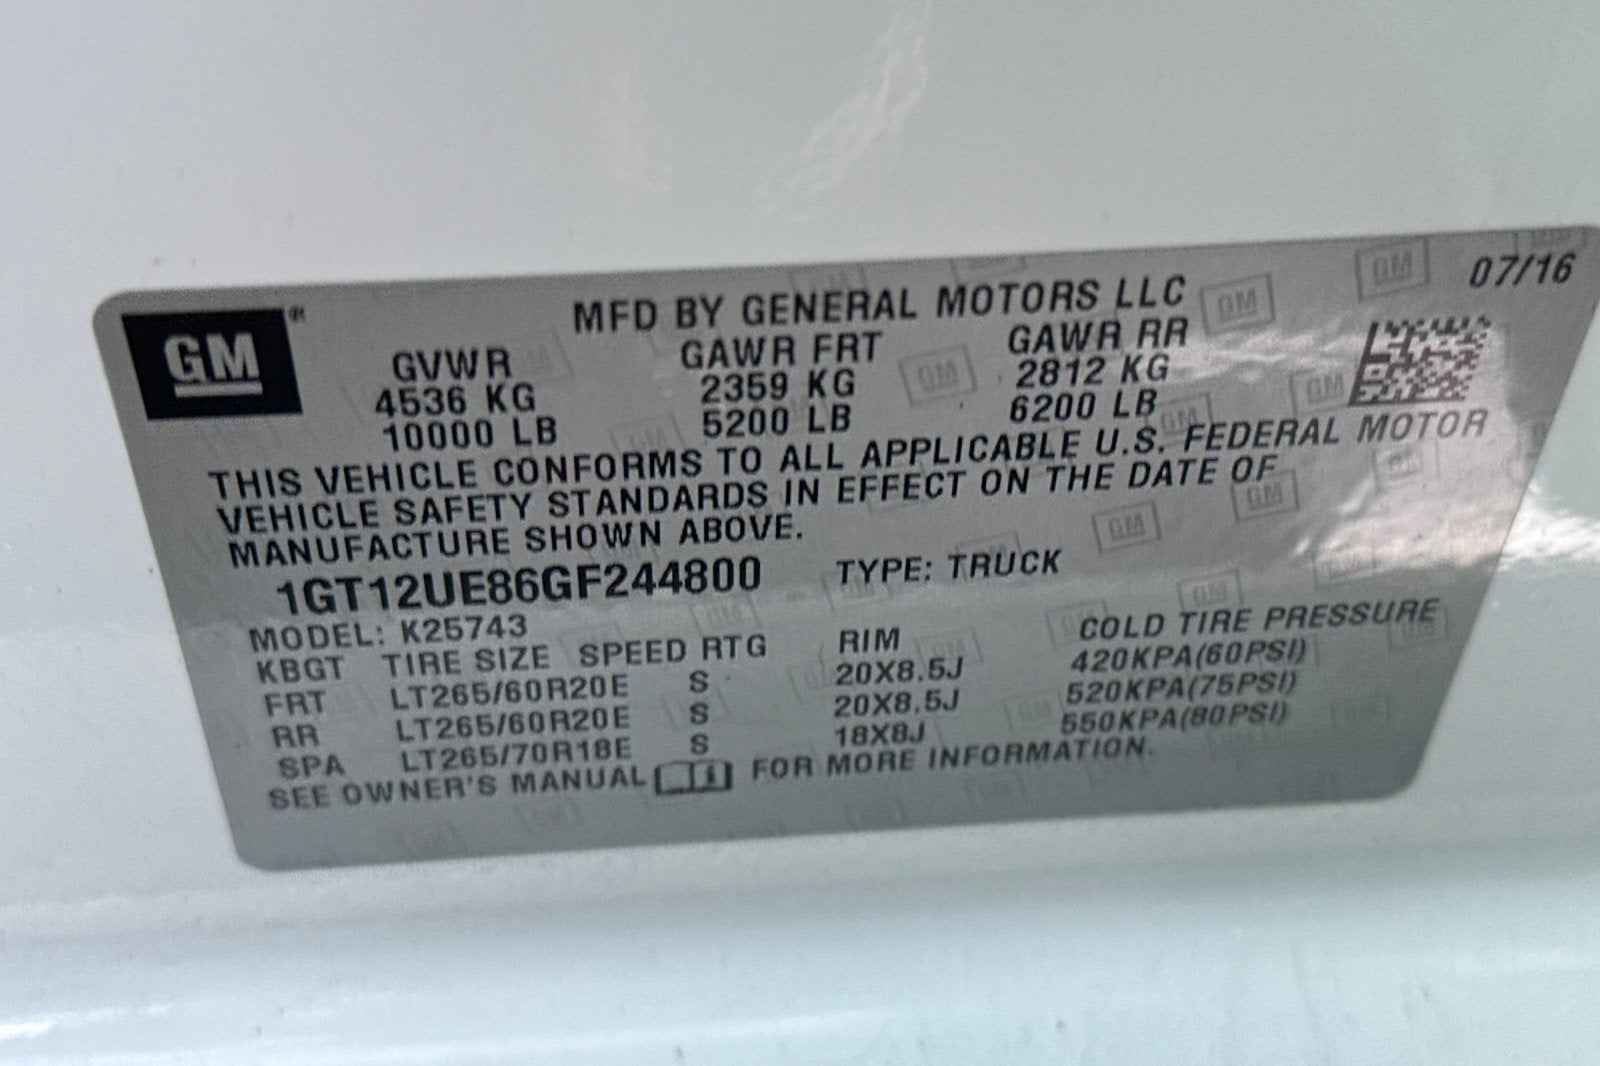 GM
MFD BY GENERAL MOTORS LLC 07/16
GVWR GAWR FRT GAWR RR
4536 KG 2359 KG 2812 KG
10000 LB 5200 LB 6200 LB
THIS VEHICLE CONFORMS TO ALL APPLICABLE U.S. FEDERAL MOTOR
VEHICLE SAFETY STANDARDS IN EFFECT ON THE DATE OF
MANUFACTURE SHOWN ABOVE.
1GT12UE86GF244800 TYPE: TRUCK
MODEL: K25743
KBGT TIRE SIZE SPEED RTG RIM COLD TIRE PRESSURE
FRT LT265/60R20E S 20X8.5J 420KPA(60PSI)
RR LT265/60R20E S 20X8.5J 520KPA(75PSI)
SPA LT265/70R18E S 18X8J 550KPA(80PSI)
SEE OWNER'S MANUAL FOR MORE INFORMATION.